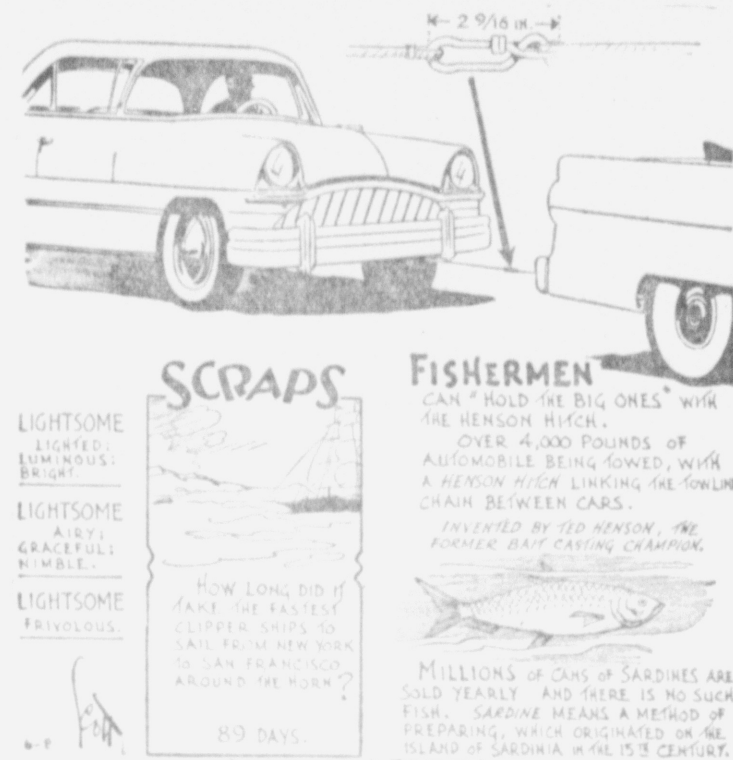 2 9/16 IN.
LIGHTSOME
LIGHTED;
LUMINOUS;
BRIGHT.
LIGHTSOME
AIRY;
GRACEFUL;
NIMBLE.
LIGHTSOME
FRIVOLOUS.
6-8
SCRAPS
HOW LONG DID IT
TAKE THE FASTEST
CLIPPER SHIPS TO
SAIL FROM NEW YORK
TO SAN FRANCISCO
AROUND THE HORN?
89 DAYS.
FISHERMEN
CAN "HOLD THE BIG ONES" WITH
THE HENSON HITCH.
OVER 4,000 POUNDS OF
AUTOMOBILE BEING TOWED, WITH
A HENSON HITCH LINKING THE TOWLIN
CHAIN BETWEEN CARS.
INVENTED BY TED HENSON, THE
FORMER BAIT CASTING CHAMPION.
MILLIONS OF CANS OF SARDINES ARE
SOLD YEARLY AND THERE IS NO SUCH
FISH. SARDINE MEANS A METHOD OF
PREPARING, WHICH ORIGINATED ON THE
ISLAND OF SARDINIA IN THE 15TH CENTURY.